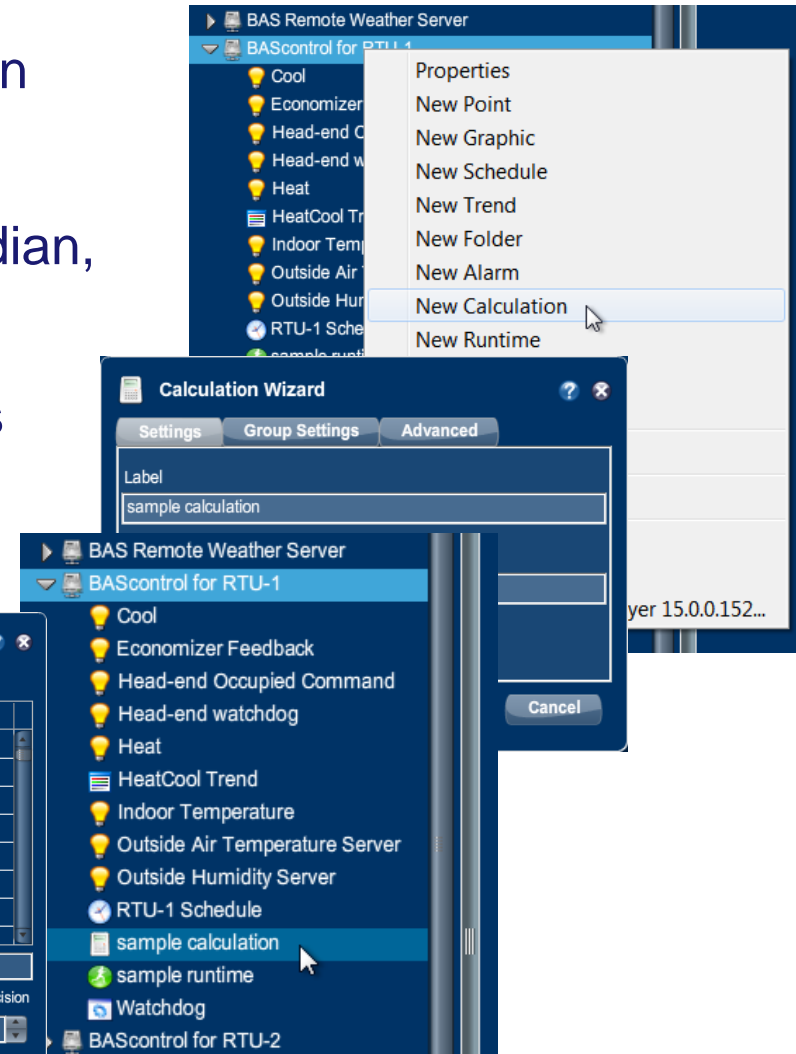 BAS Remote Weather Server
BAScontrol for RTU-1
Cool
Economizer
Head-end
Head-end
Heat
HeatCool
Indoor
Outside Air
Outside
RTU-1
sample
Properties
New Point
New Graphic
New Schedule
New Trend
New Folder
New Alarm
New Calculation
New Runtime
yer 15.0.0.152...
n
dian,
s
Calculation Wizard
Settings Group Settings Advanced
Label
sample calculation
Cancel
BAS Remote Weather Server
BAScontrol for RTU-1
Cool
Economizer Feedback
Head-end Occupied Command
Head-end watchdog
Heat
HeatCool Trend
Indoor Temperature
Outside Air Temperature Server
Outside Humidity Server
RTU-1 Schedule
sample calculation
sample runtime
Watchdog
BAScontrol for RTU-2
cision